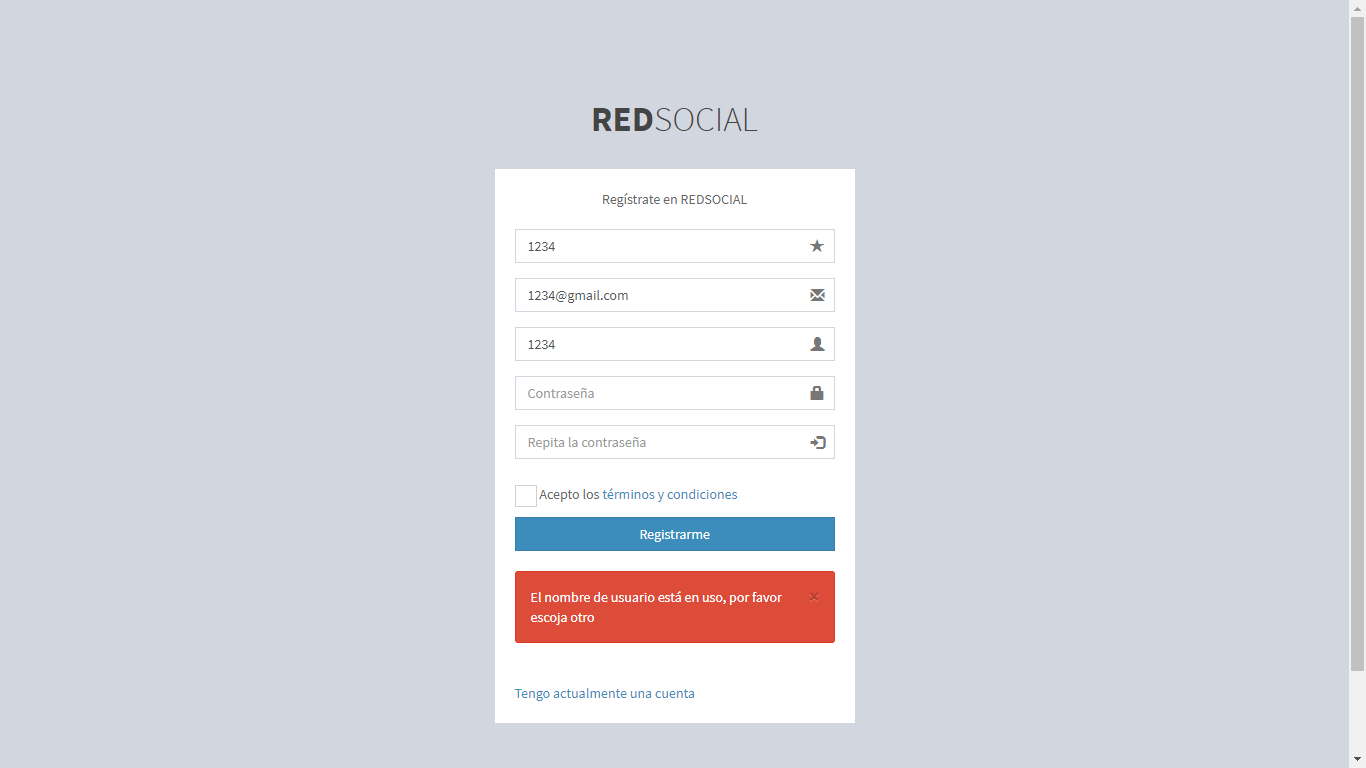 REDSOCIAL
Regístrate en REDSOCIAL
1234
1234@gmail.com
1234
Contraseña
Repita la contraseña
Acepto los términos y condiciones
Registrarme
El nombre de usuario está en uso, por favor ×
escoja otro
Tengo actualmente una cuenta